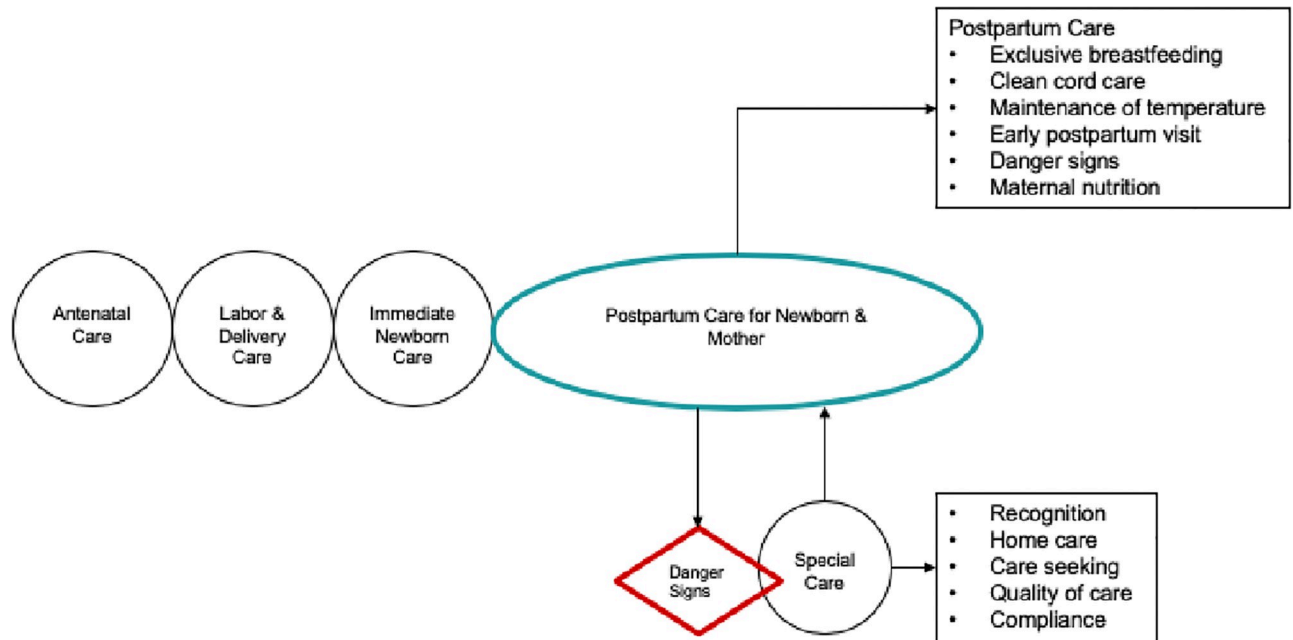 Postpartum Care
• Exclusive breastfeeding
• Clean cord care
• Maintenance of temperature
• Early postpartum visit
• Danger signs
• Maternal nutrition
Antenatal
Care
Labor &
Delivery
Care
Immediate
Newborn
Care
Postpartum Care for Newborn &
Mother
Danger
Signs
Special
Care
• Recognition
• Home care
• Care seeking
• Quality of care
• Compliance